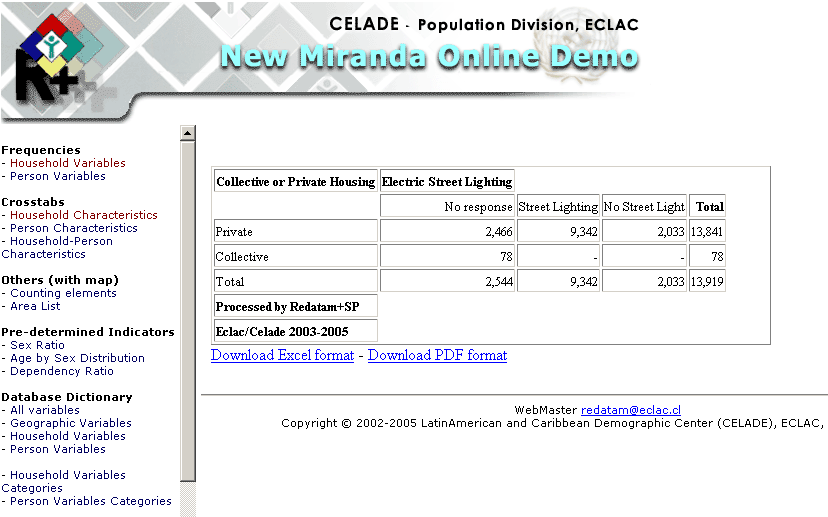 CELADE - Population Division, ECLAC
New Miranda Online Demo
R+
Frequencies
- Household Variables
- Person Variables
Crosstabs
- Household Characteristics
- Person Characteristics
- Household-Person
Characteristics
Others (with map)
- Counting elements
- Area List
Pre-determined Indicators
- Sex Ratio
- Age by Sex Distribution
- Dependency Ratio
Database Dictionary
- All variables
- Geographic Variables
- Household Variables
- Person Variables
- Household Variables
Categories
- Person Variables Categories
Collective or Private Housing Electric Street Lighting
No response Street Lighting No Street Light Total
Private 2,466 9,342 2,033 13,841
Collective 78 - - 78
Total 2,544 9,342 2,033 13,919
Processed by Redatam+SP
Eclac/Celade 2003-2005
Download Excel format - Download PDF format
WebMaster redatam@eclac.cl
Copyright © 2002-2005 LatinAmerican and Caribbean Demographic Center (CELADE), ECLAC,